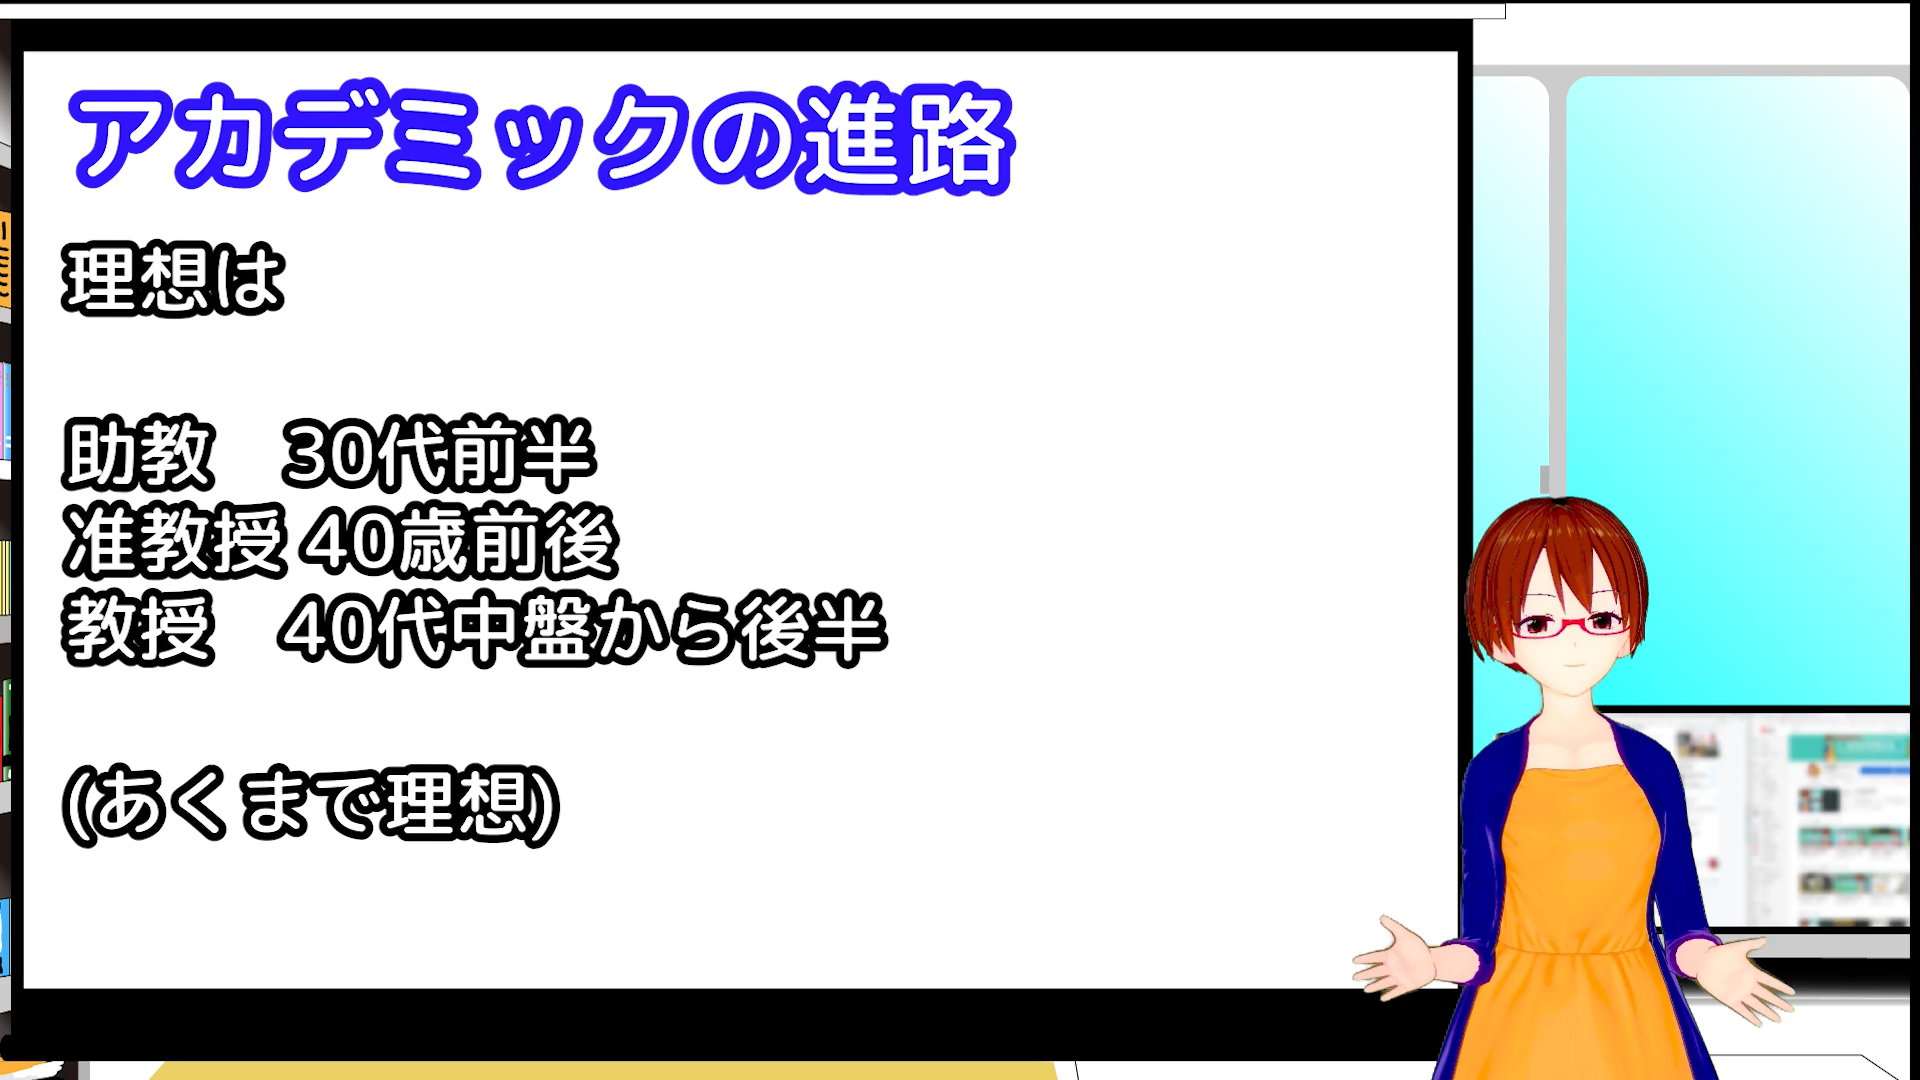 アカデミックの進路
理想は
助教　30代前半
准教授 40歳前後
教授　40代中盤から後半
(あくまで理想)